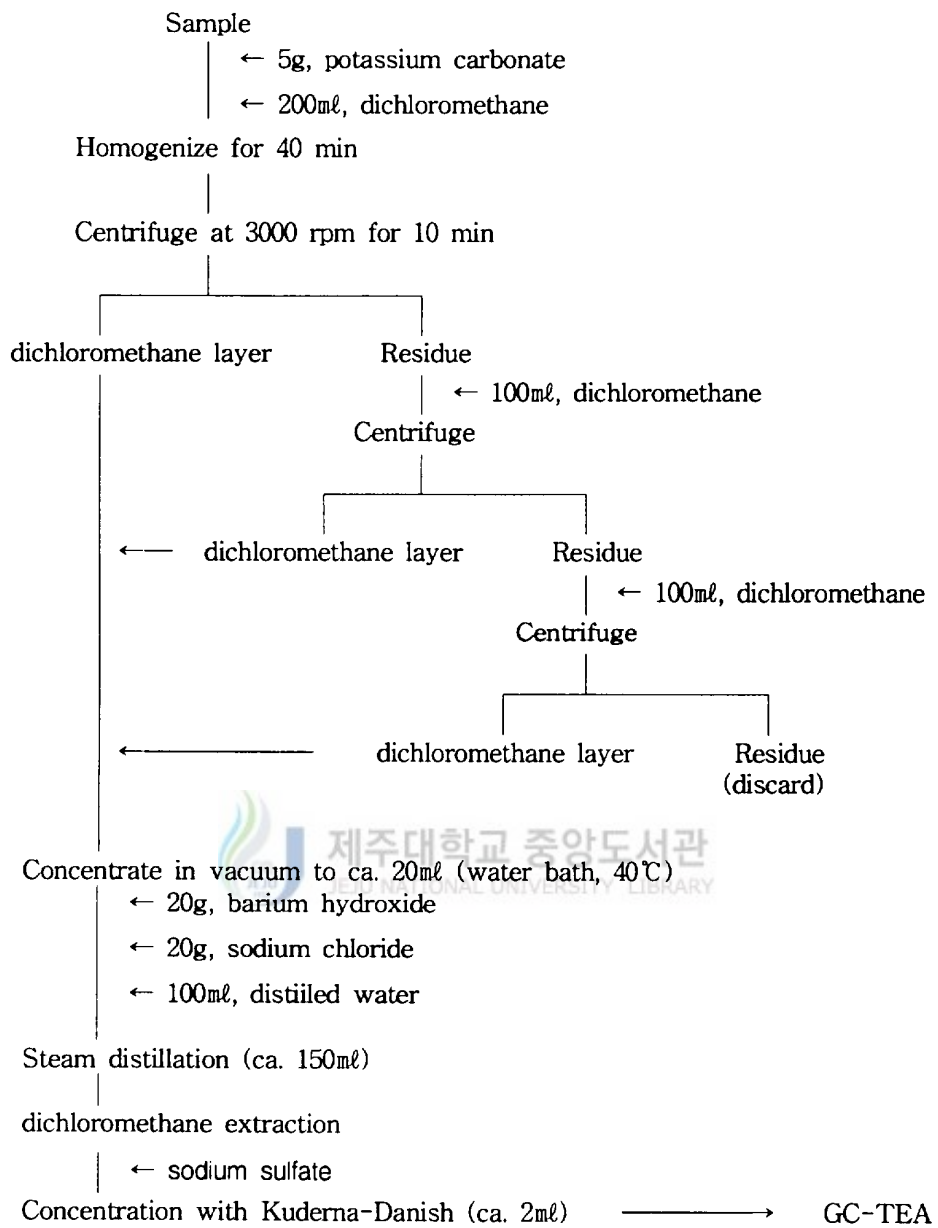 Sample
← 5g, potassium carbonate
← 200㎖, dichloromethane
Homogenize for 40 min
Centrifuge at 3000 rpm for 10 min
dichloromethane layer Residue
← 100㎖, dichloromethane
Centrifuge
← dichloromethane layer Residue
← 100㎖, dichloromethane
Centrifuge
← dichloromethane layer Residue
(discard)
제주대학교 중앙도서관
JEJU NATIONAL UNIVERSITY LIBRARY
Concentrate in vacuum to ca. 20㎖ (water bath, 40℃)
← 20g, barium hydroxide
← 20g, sodium chloride
← 100㎖, distiiled water
Steam distillation (ca. 150㎖)
dichloromethane extraction
← sodium sulfate
Concentration with Kuderna-Danish (ca. 2㎖) → GC-TEA